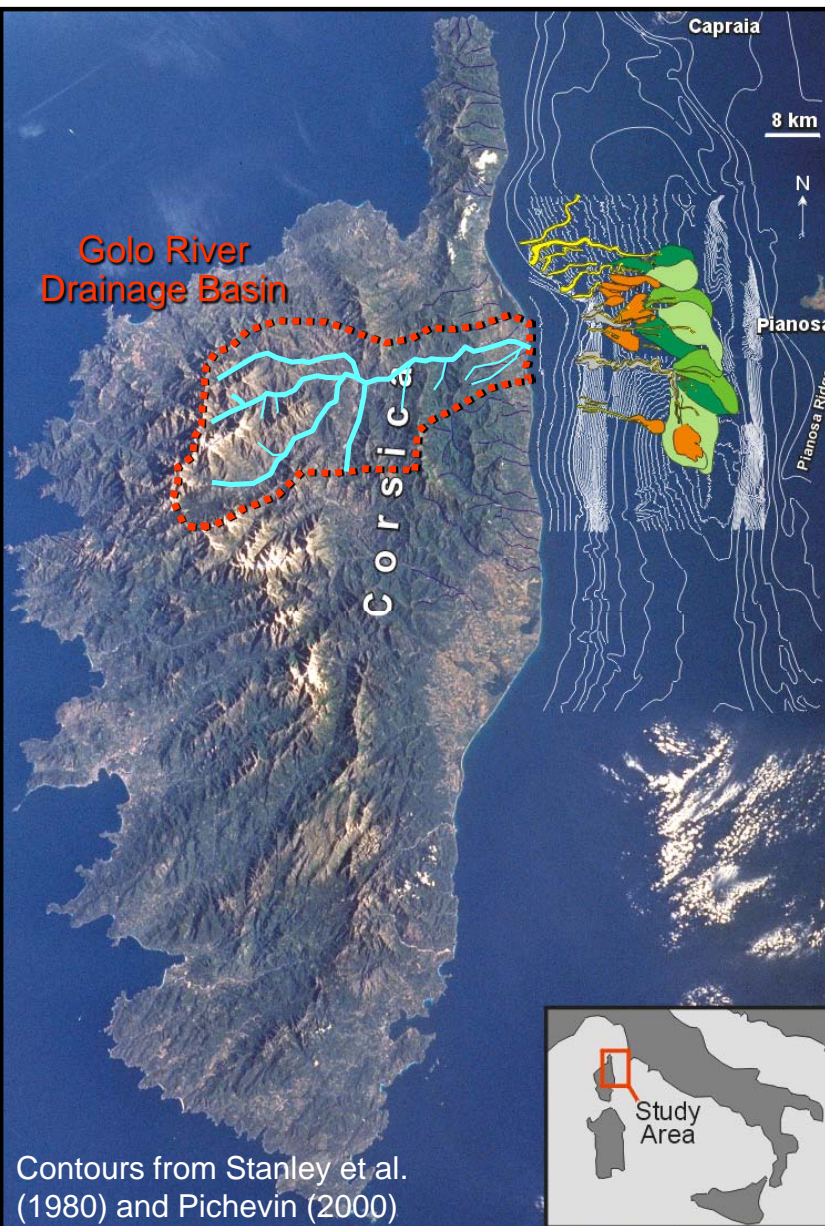 Capraia
8 km
N
Golo River
Drainage Basin
Pianosa
Pianosa Ridge
Corsica
Study
Area
Contours from Stanley et al.
(1980) and Pichevin (2000)